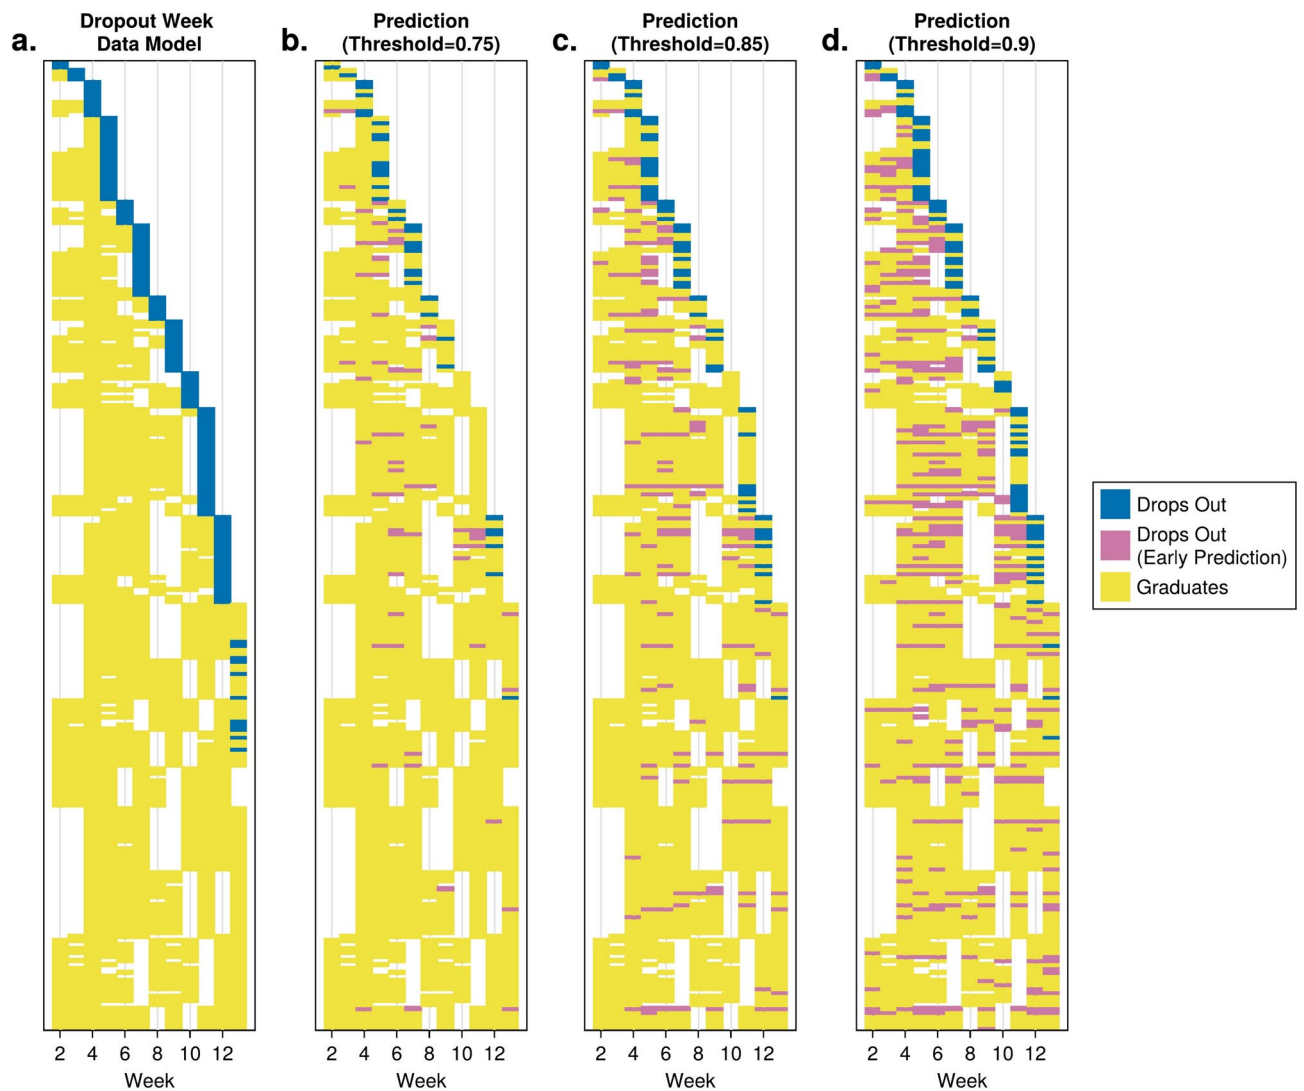 a.
Dropout Week
Data Model
b.
Prediction
(Threshold=0.75)
c.
Prediction
(Threshold=0.85)
d.
Prediction
(Threshold=0.9)
Drops Out
Drops Out
(Early Prediction)
Graduates
2 4 6 8 10 12
2 4 6 8 10 12
2 4 6 8 10 12
2 4 6 8 10 12
Week
Week
Week
Week